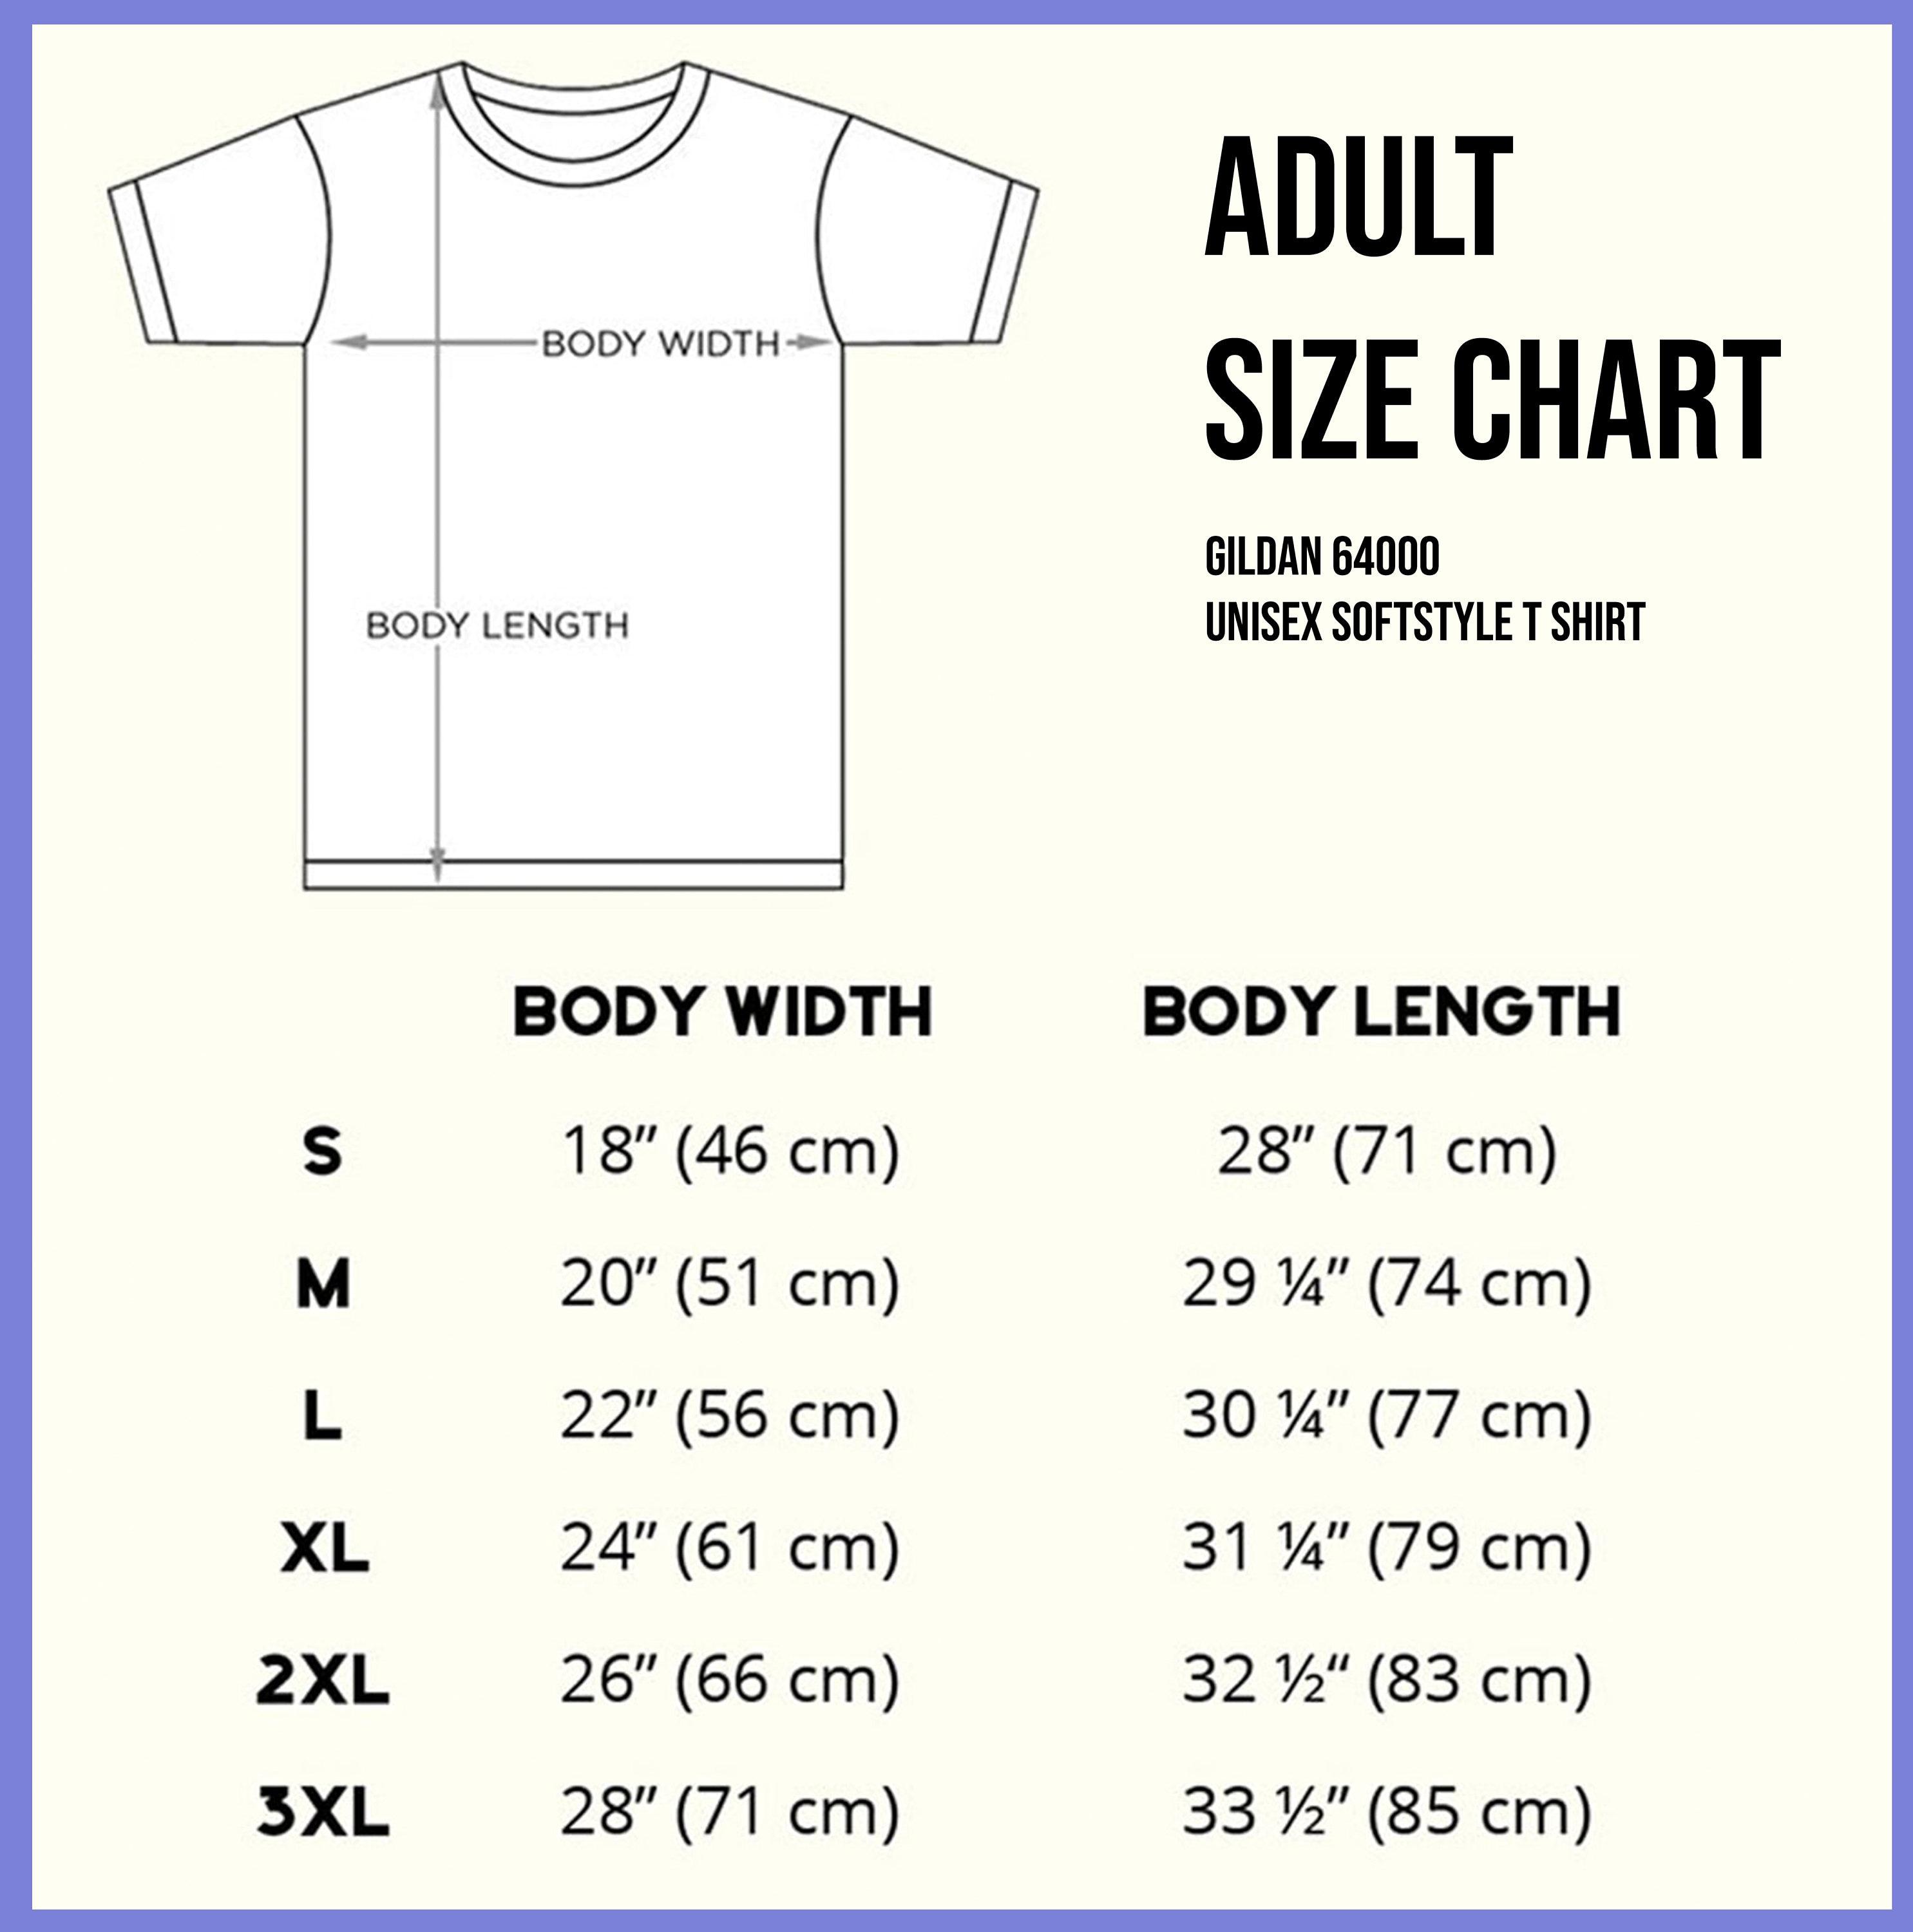 ADULT
SIZE CHART
GILDAN 64000
UNISEX SOFTSTYLE T SHIRT
BODY WIDTH
BODY LENGTH
BODY WIDTH BODY LENGTH
S 18” (46 cm) 28” (71 cm)
M 20” (51 cm) 29 ¼” (74 cm)
L 22” (56 cm) 30 ¼” (77 cm)
XL 24” (61 cm) 31 ¼” (79 cm)
2XL 26” (66 cm) 32 ½“ (83 cm)
3XL 28” (71 cm) 33 ½” (85 cm)